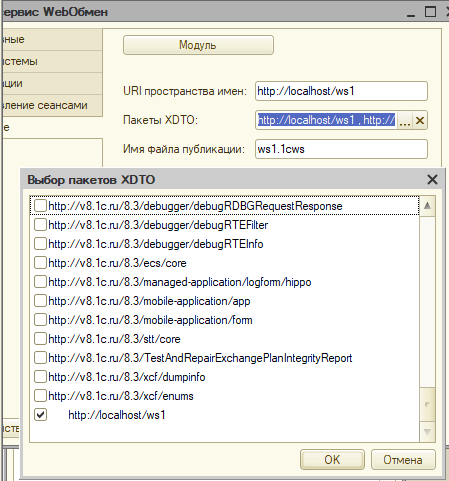 сервис WebОбмен
вные
Модуль
стемы
ации
URI пространства имен:
http://localhost/ws1
вление сеансами
Пакеты XDTO:
http://localhost/ws1 , http://
...
е
Имя файла публикации:
ws1.1cws
Выбор пакетов XDTO
http://v8.1c.ru/8.3/debugger/debugRDBGRequestResponse
http://v8.1c.ru/8.3/debugger/debugRTEFilter
http://v8.1c.ru/8.3/debugger/debugRTEInfo
http://v8.1c.ru/8.3/ecs/core
http://v8.1c.ru/8.3/managed-application/logform/hippo
http://v8.1c.ru/8.3/mobile-application/app
http://v8.1c.ru/8.3/mobile-application/form
http://v8.1c.ru/8.3/stt/core
http://v8.1c.ru/8.3/TestAndRepairExchangePlanIntegrityReport
http://v8.1c.ru/8.3/xcf/dumpinfo
http://v8.1c.ru/8.3/xcf/enums
http://localhost/ws1
OK
Отмена